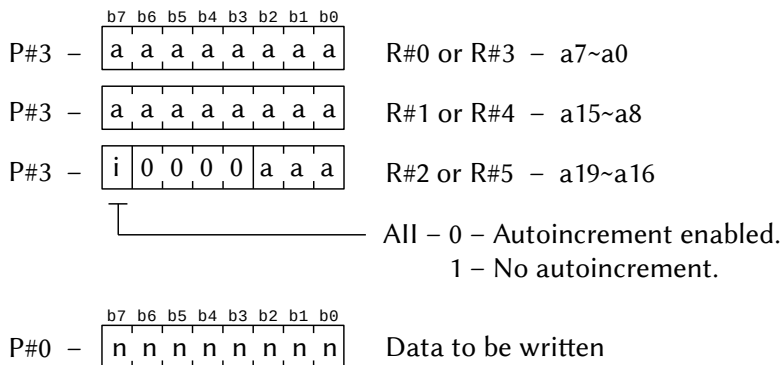 b7 b6 b5 b4 b3 b2 b1 b0
P#3 – a a a a a a a a R#0 or R#3 – a7~a0
P#3 – a a a a a a a a R#1 or R#4 – a15~a8
P#3 – i 0 0 0 0 a a a R#2 or R#5 – a19~a16
AII – 0 – Autoincrement enabled.
1 – No autoincrement.
b7 b6 b5 b4 b3 b2 b1 b0
P#0 – n n n n n n n n Data to be written